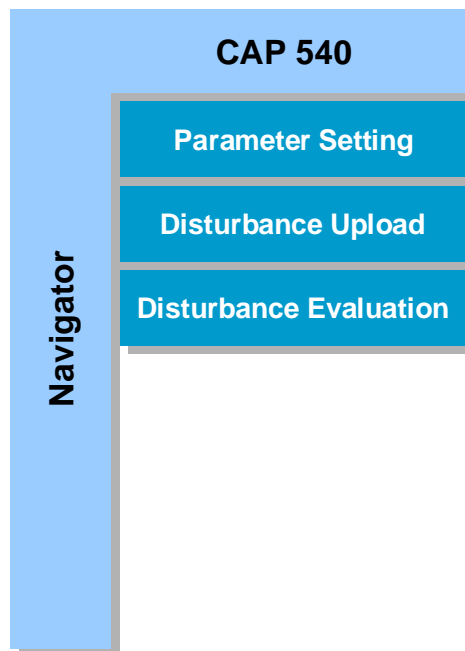 CAP 540
Parameter Setting
Disturbance Upload
Disturbance Evaluation
Navigator